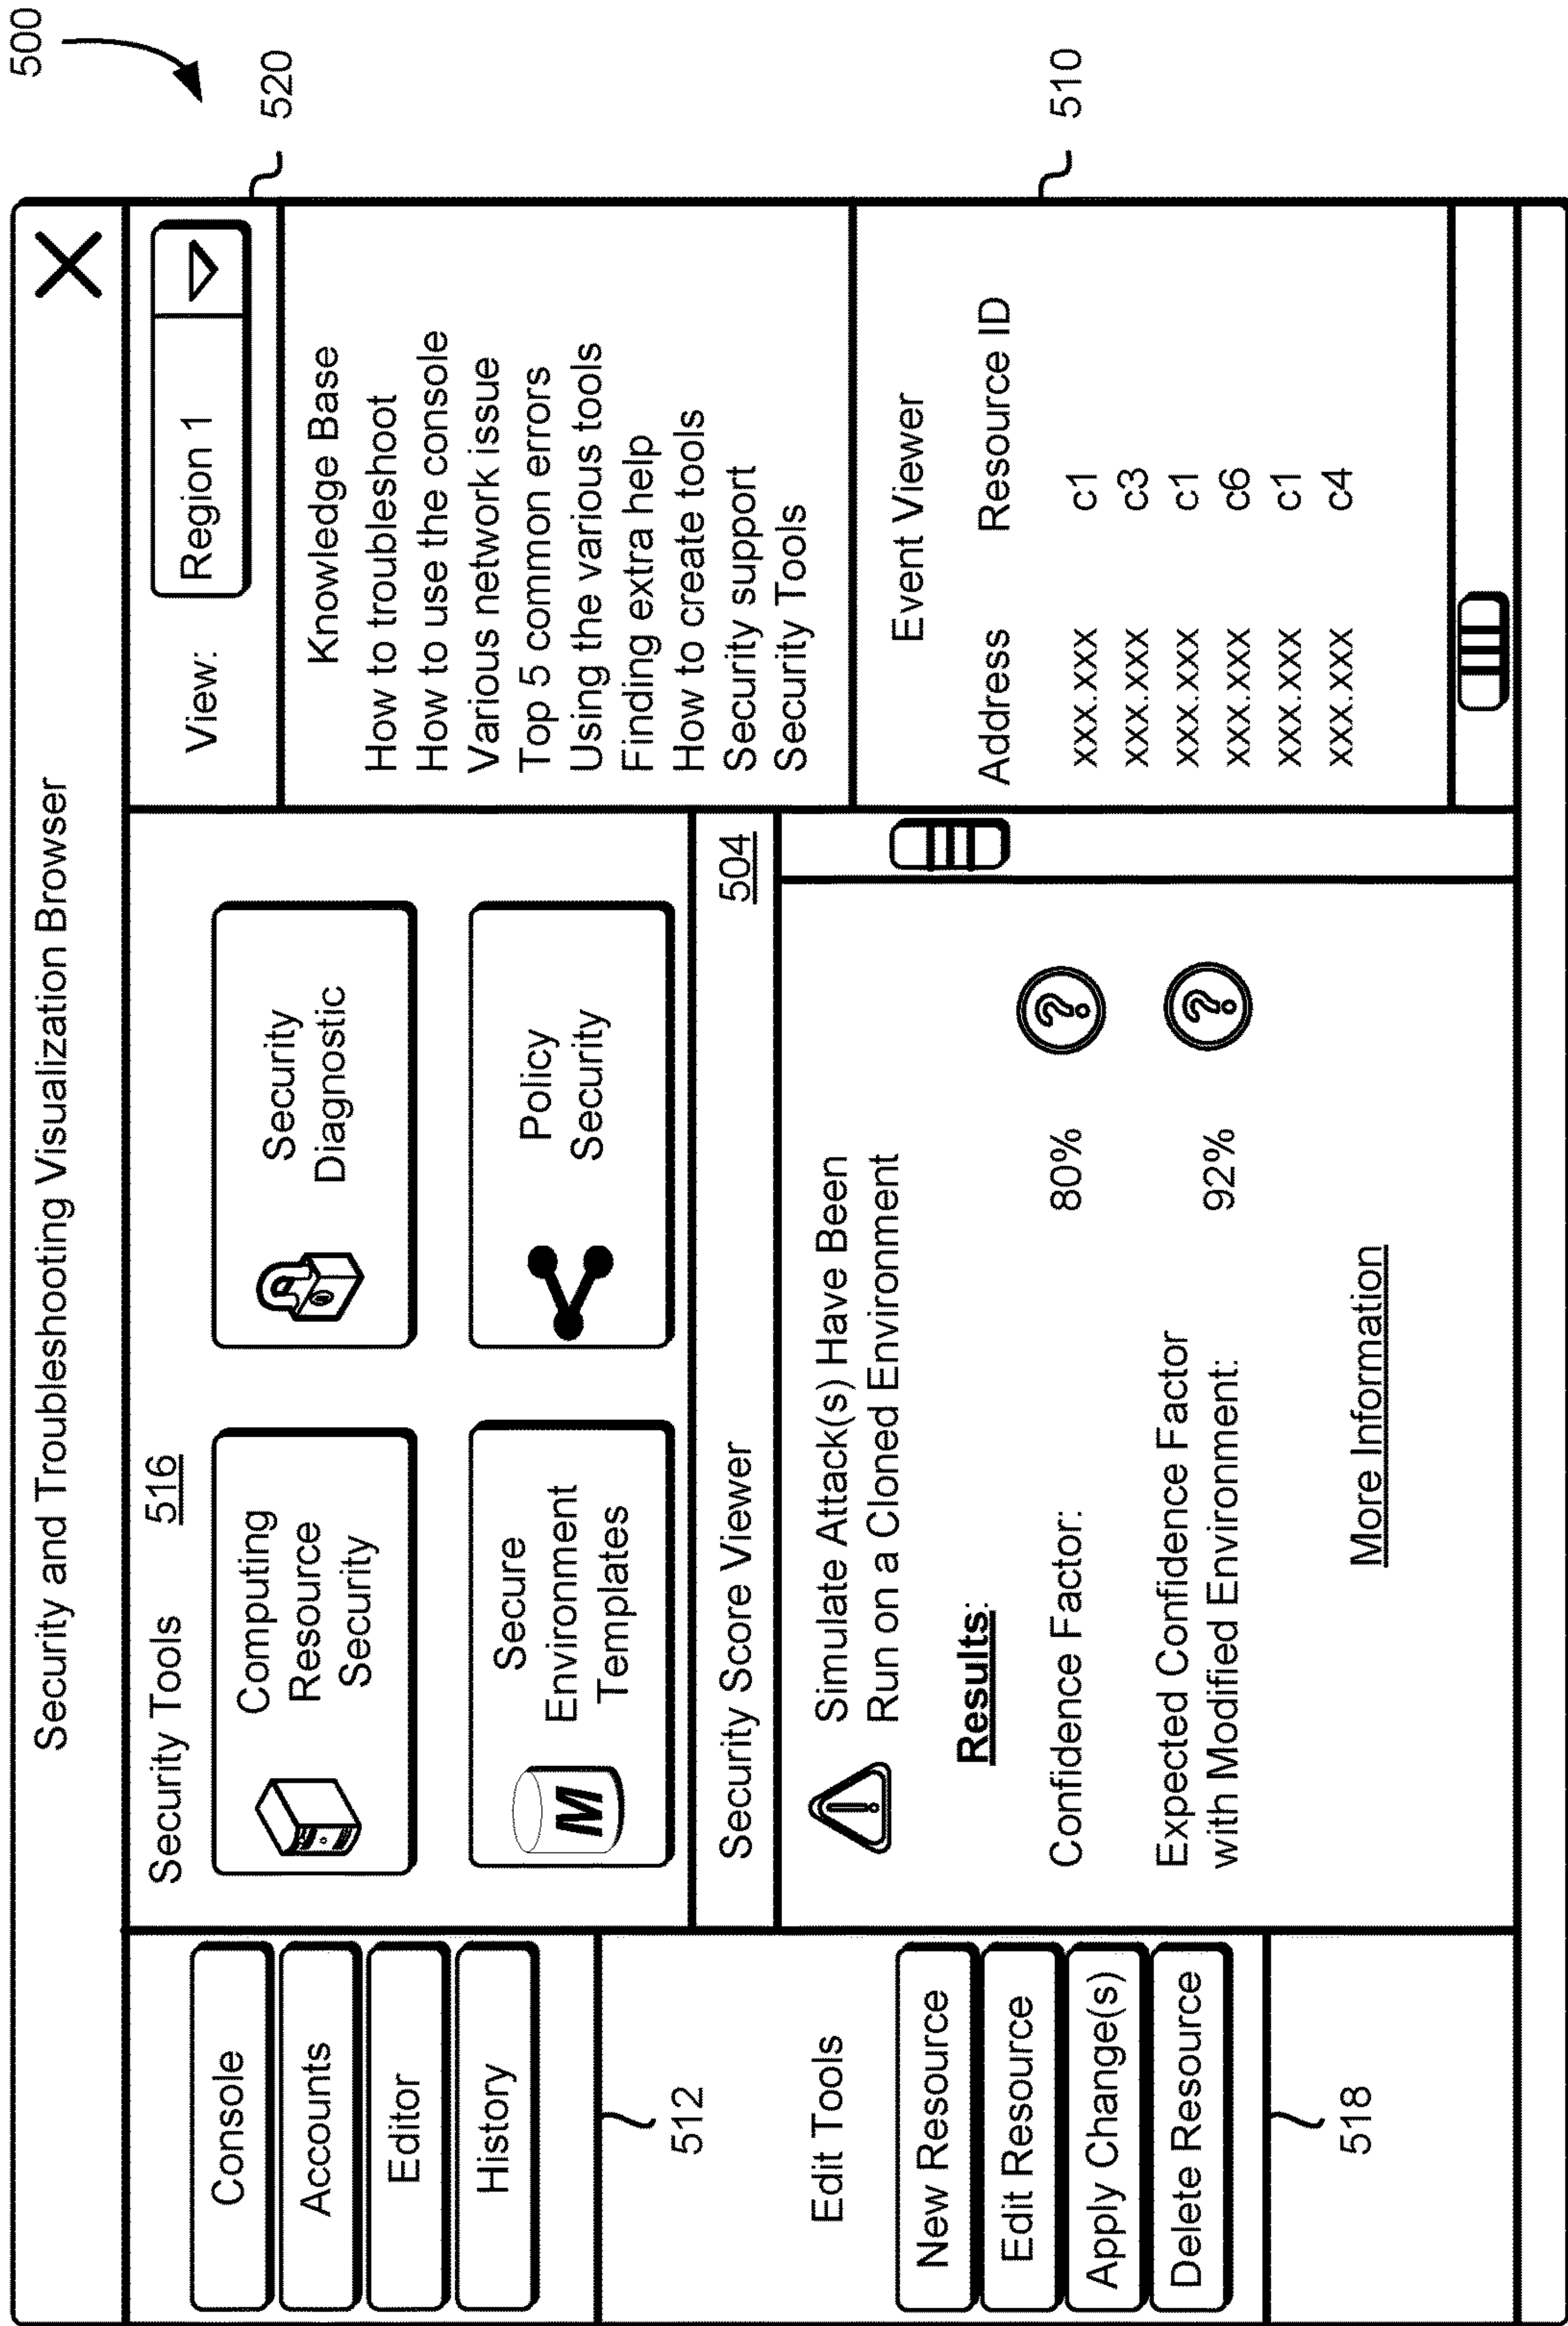 500
Security and Troubleshooting Visualization Browser
Console
Accounts
Editor
History
512
Edit Tools
New Resource
Edit Resource
Apply Change(s)
Delete Resource
518
Security Tools 516
Computing
Resource
Security
Security
Diagnostic
M
Secure
Environment
Templates
Policy
Security
Security Score Viewer 504
Simulate Attack(s) Have Been
Run on a Cloned Environment
Results:
Confidence Factor: 80% ?
Expected Confidence Factor
with Modified Environment: 92% ?
More Information
View: Region 1
520
Knowledge Base
How to troubleshoot
How to use the console
Various network issue
Top 5 common errors
Using the various tools
Finding extra help
How to create tools
Security support
Security Tools
Event Viewer
510
Address Resource ID
xxx.xxx c1
xxx.xxx c3
xxx.xxx c1
xxx.xxx c6
xxx.xxx c1
xxx.xxx c4